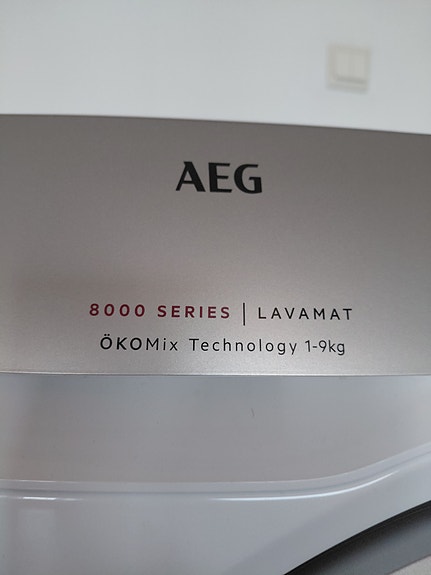 AEG
8000 SERIES | LAVAMAT
ÖKOMix Technology 1-9kg